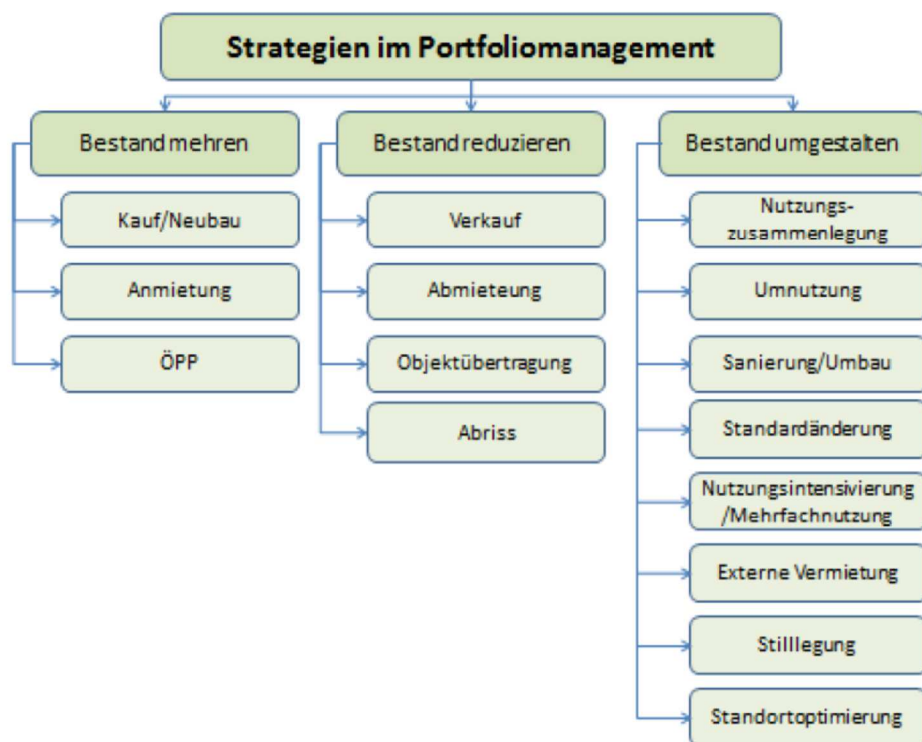 Strategien im Portfoliomanagement
Bestand mehren
Kauf/Neubau
Anmietung
ÖPP
Bestand reduzieren
Verkauf
Abmieteung
Objektübertragung
Abriss
Bestand umgestalten
Nutzungs-
zusammenlegung
Umnutzung
Sanierung/Umbau
Standardänderung
Nutzungsintensivierung
/Mehrfachnutzung
Externe Vermietung
Stilllegung
Standortoptimierung